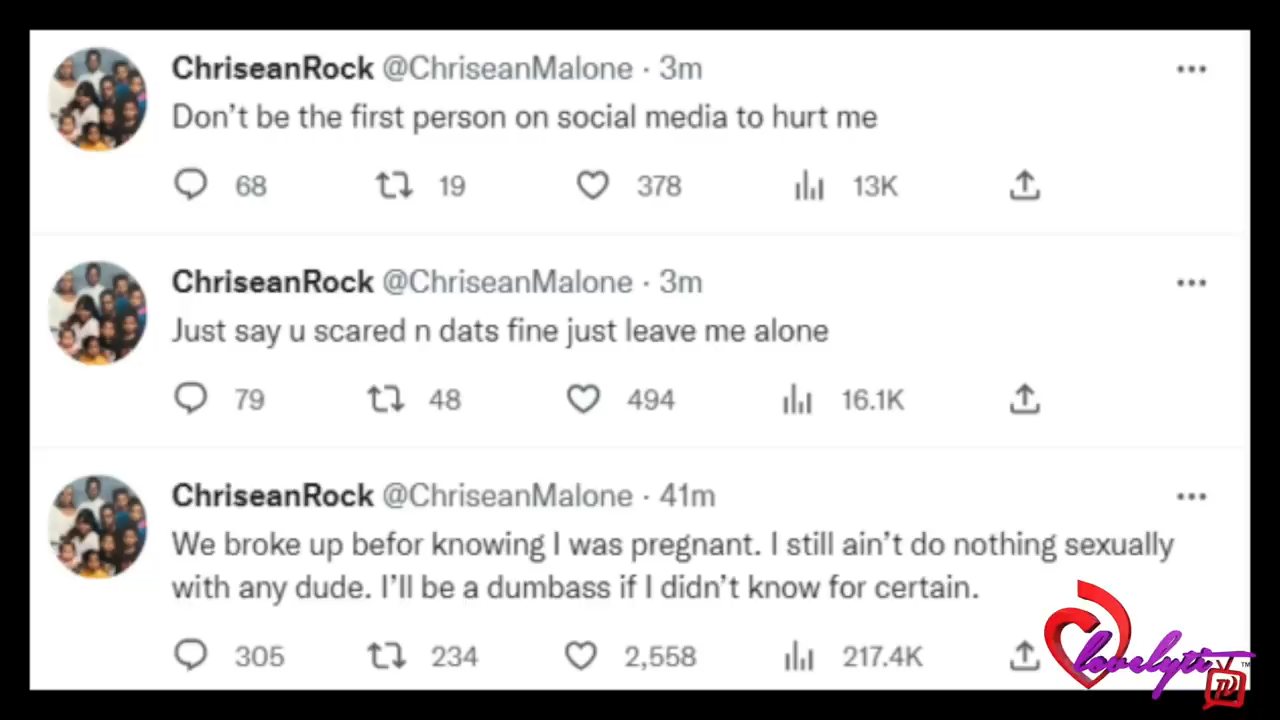 ChriseanRock @ChriseanMalone · 3m
Don't be the first person on social media to hurt me
68 19 378 13K
ChriseanRock @ChriseanMalone · 3m
Just say u scared n dats fine just leave me alone
79 48 494 16.1K
ChriseanRock @ChriseanMalone · 41m
We broke up befor knowing I was pregnant. I still ain't do nothing sexually
with any dude. I'll be a dumbass if I didn't know for certain.
305 234 2,558 217.4K
lovelyti
TV
™